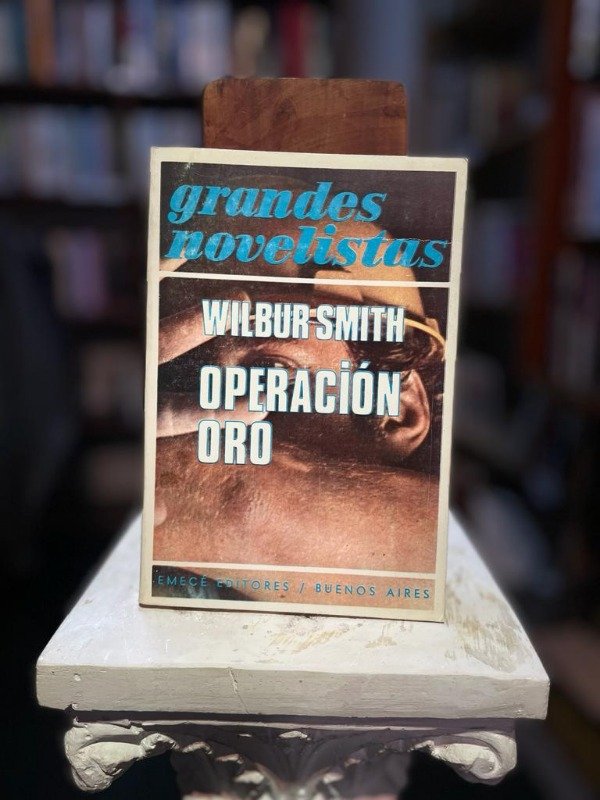 grandes
novelistas
WILBUR SMITH
OPERACIÓN
ORO
EMECÉ EDITORES / BUENOS AIRES